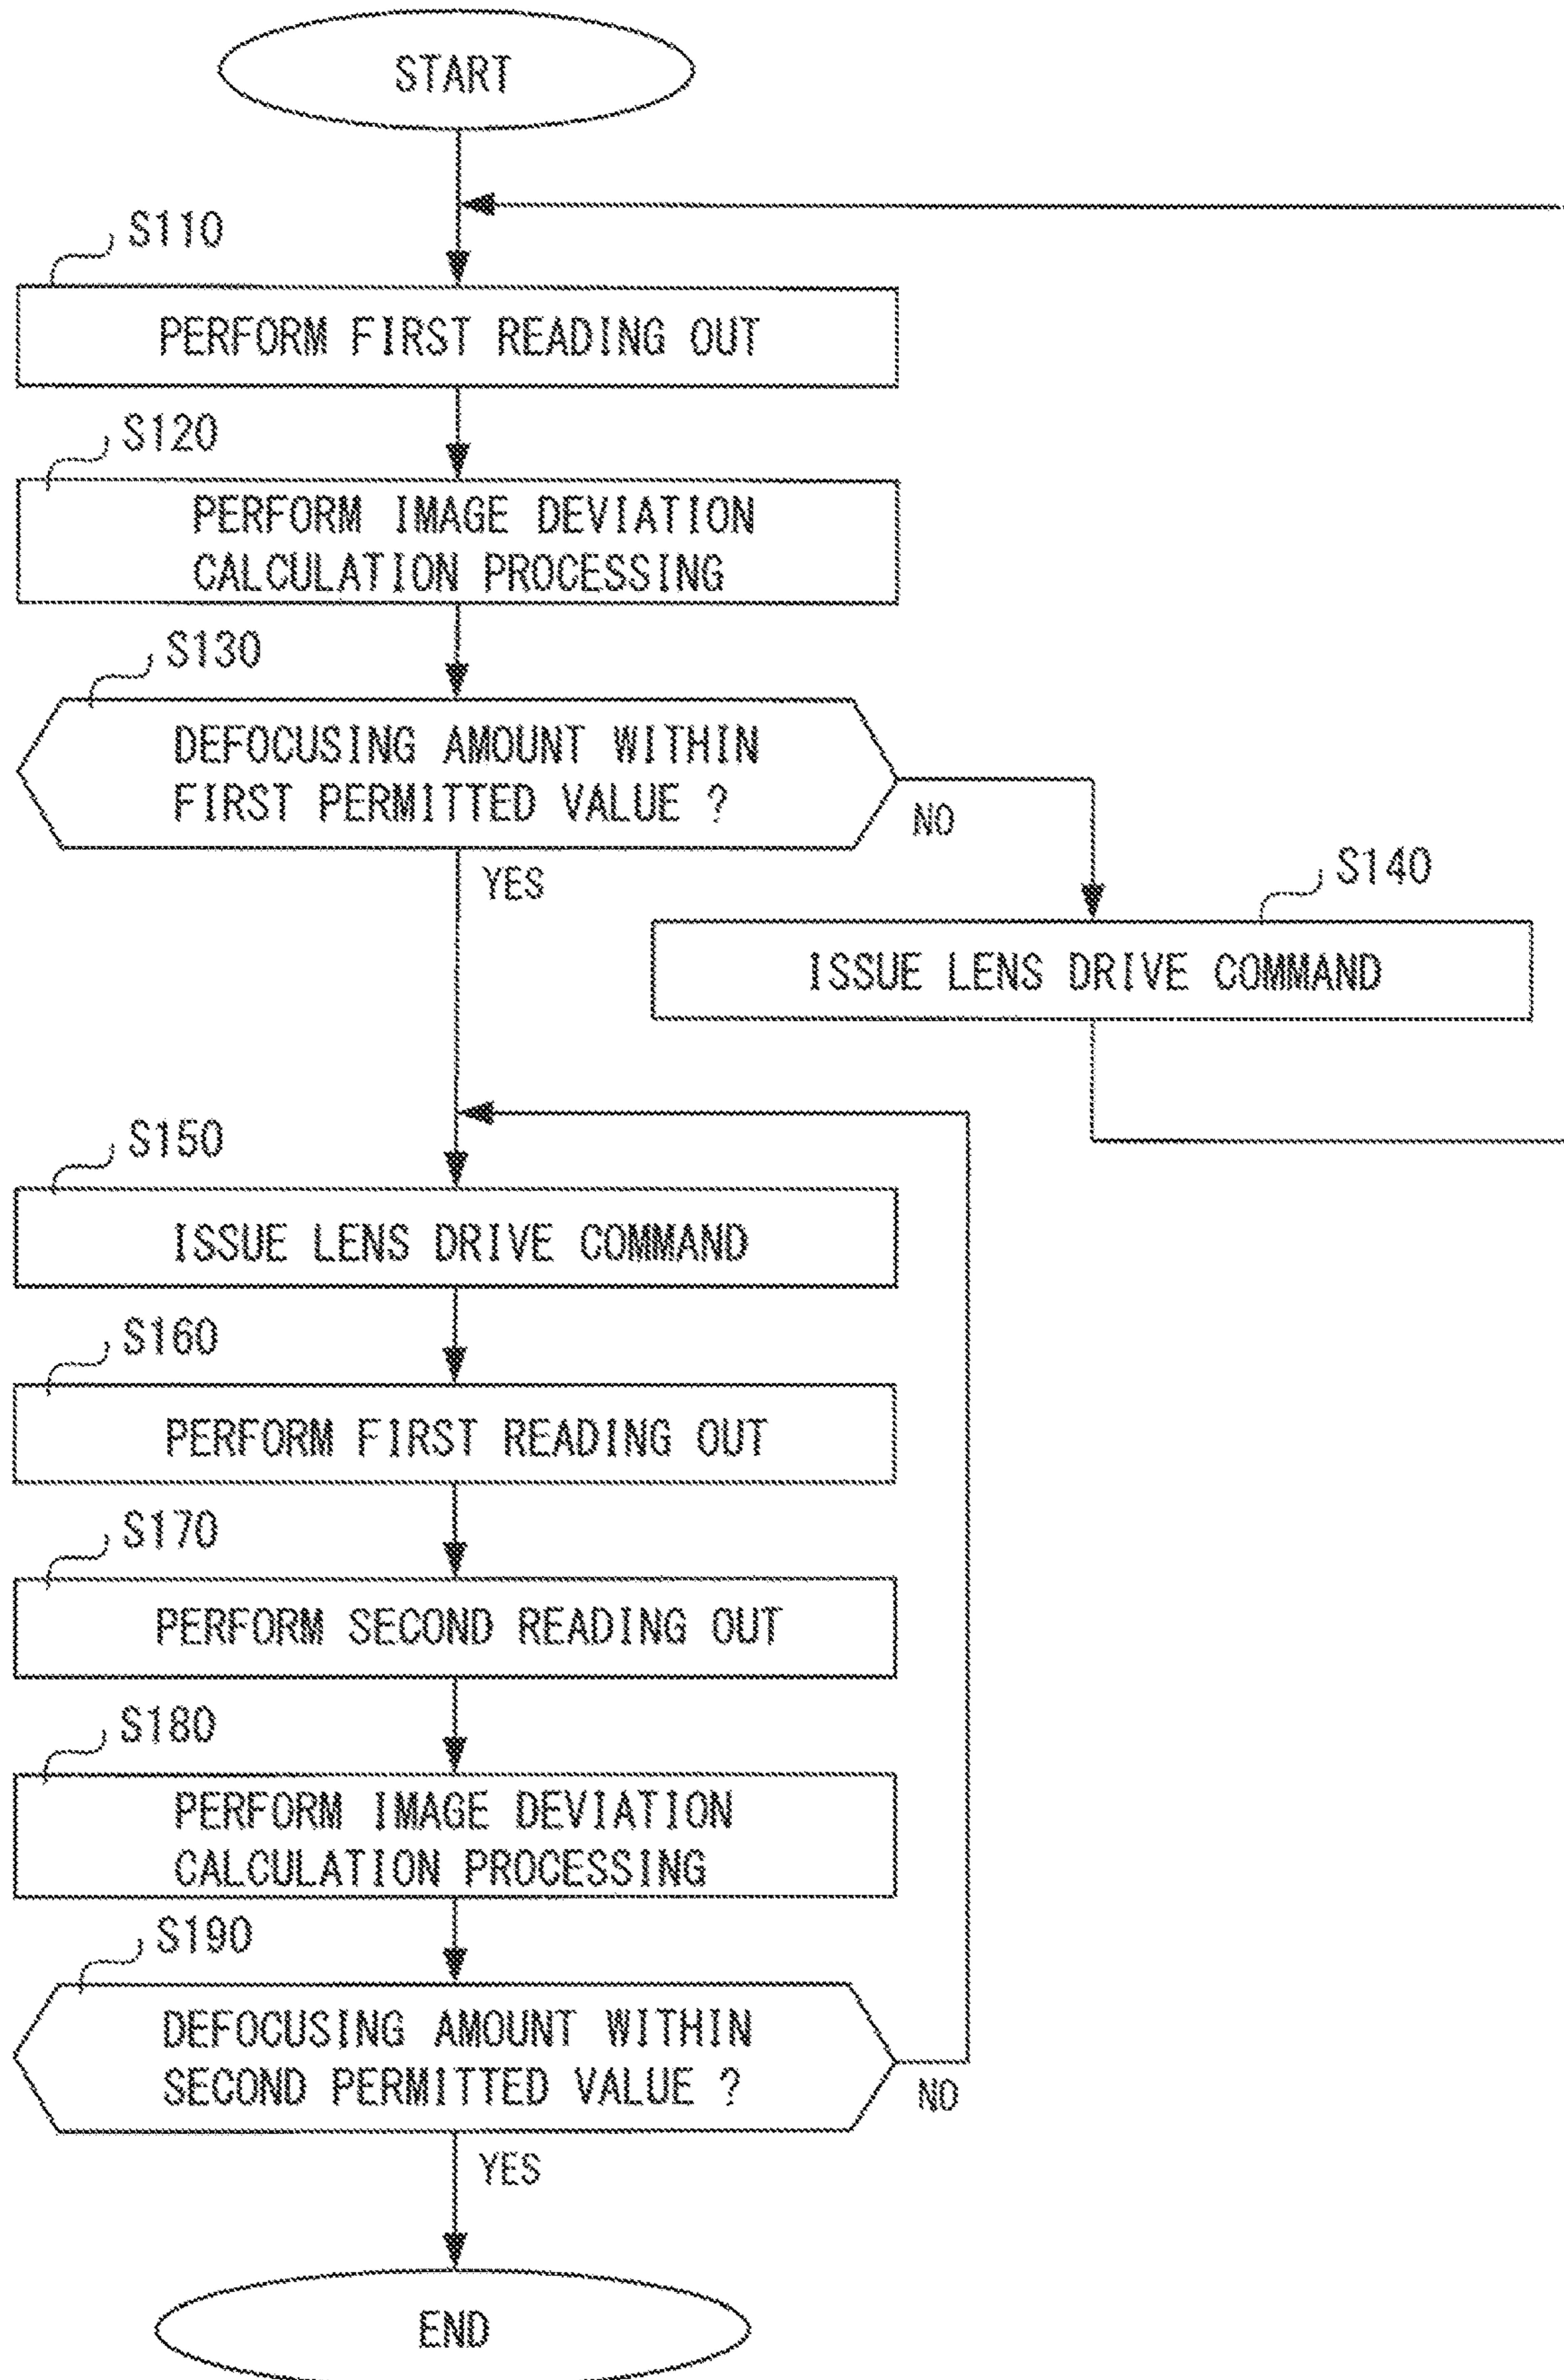 START
S110
PERFORM FIRST READING OUT
S120
PERFORM IMAGE DEVIATION
CALCULATION PROCESSING
S130
DEFOCUSING AMOUNT WITHIN
FIRST PERMITTED VALUE ?
NO
YES
S140
ISSUE LENS DRIVE COMMAND
S150
ISSUE LENS DRIVE COMMAND
S160
PERFORM FIRST READING OUT
S170
PERFORM SECOND READING OUT
S180
PERFORM IMAGE DEVIATION
CALCULATION PROCESSING
S190
DEFOCUSING AMOUNT WITHIN
SECOND PERMITTED VALUE ?
NO
YES
END